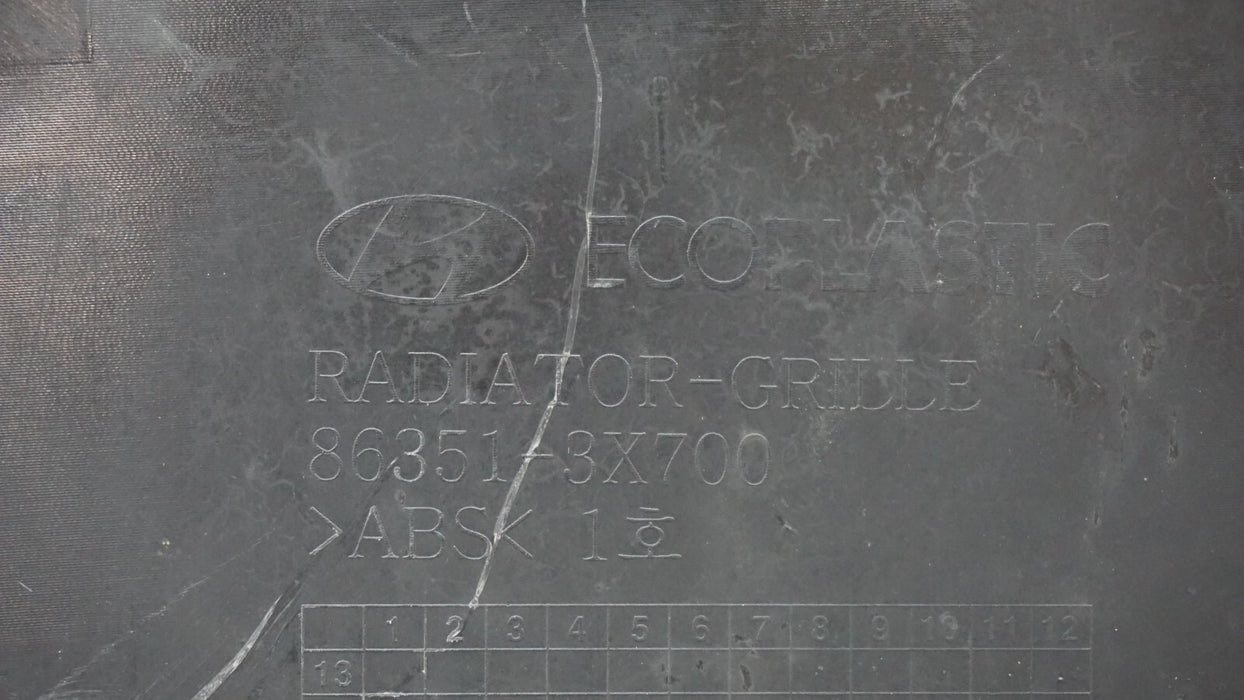 ECOPLASTIC
RADIATOR-GRILLE
86351-3X700
>ABS< 1호
1 2 3 4 5 6 7 8 9 10 11 12
13